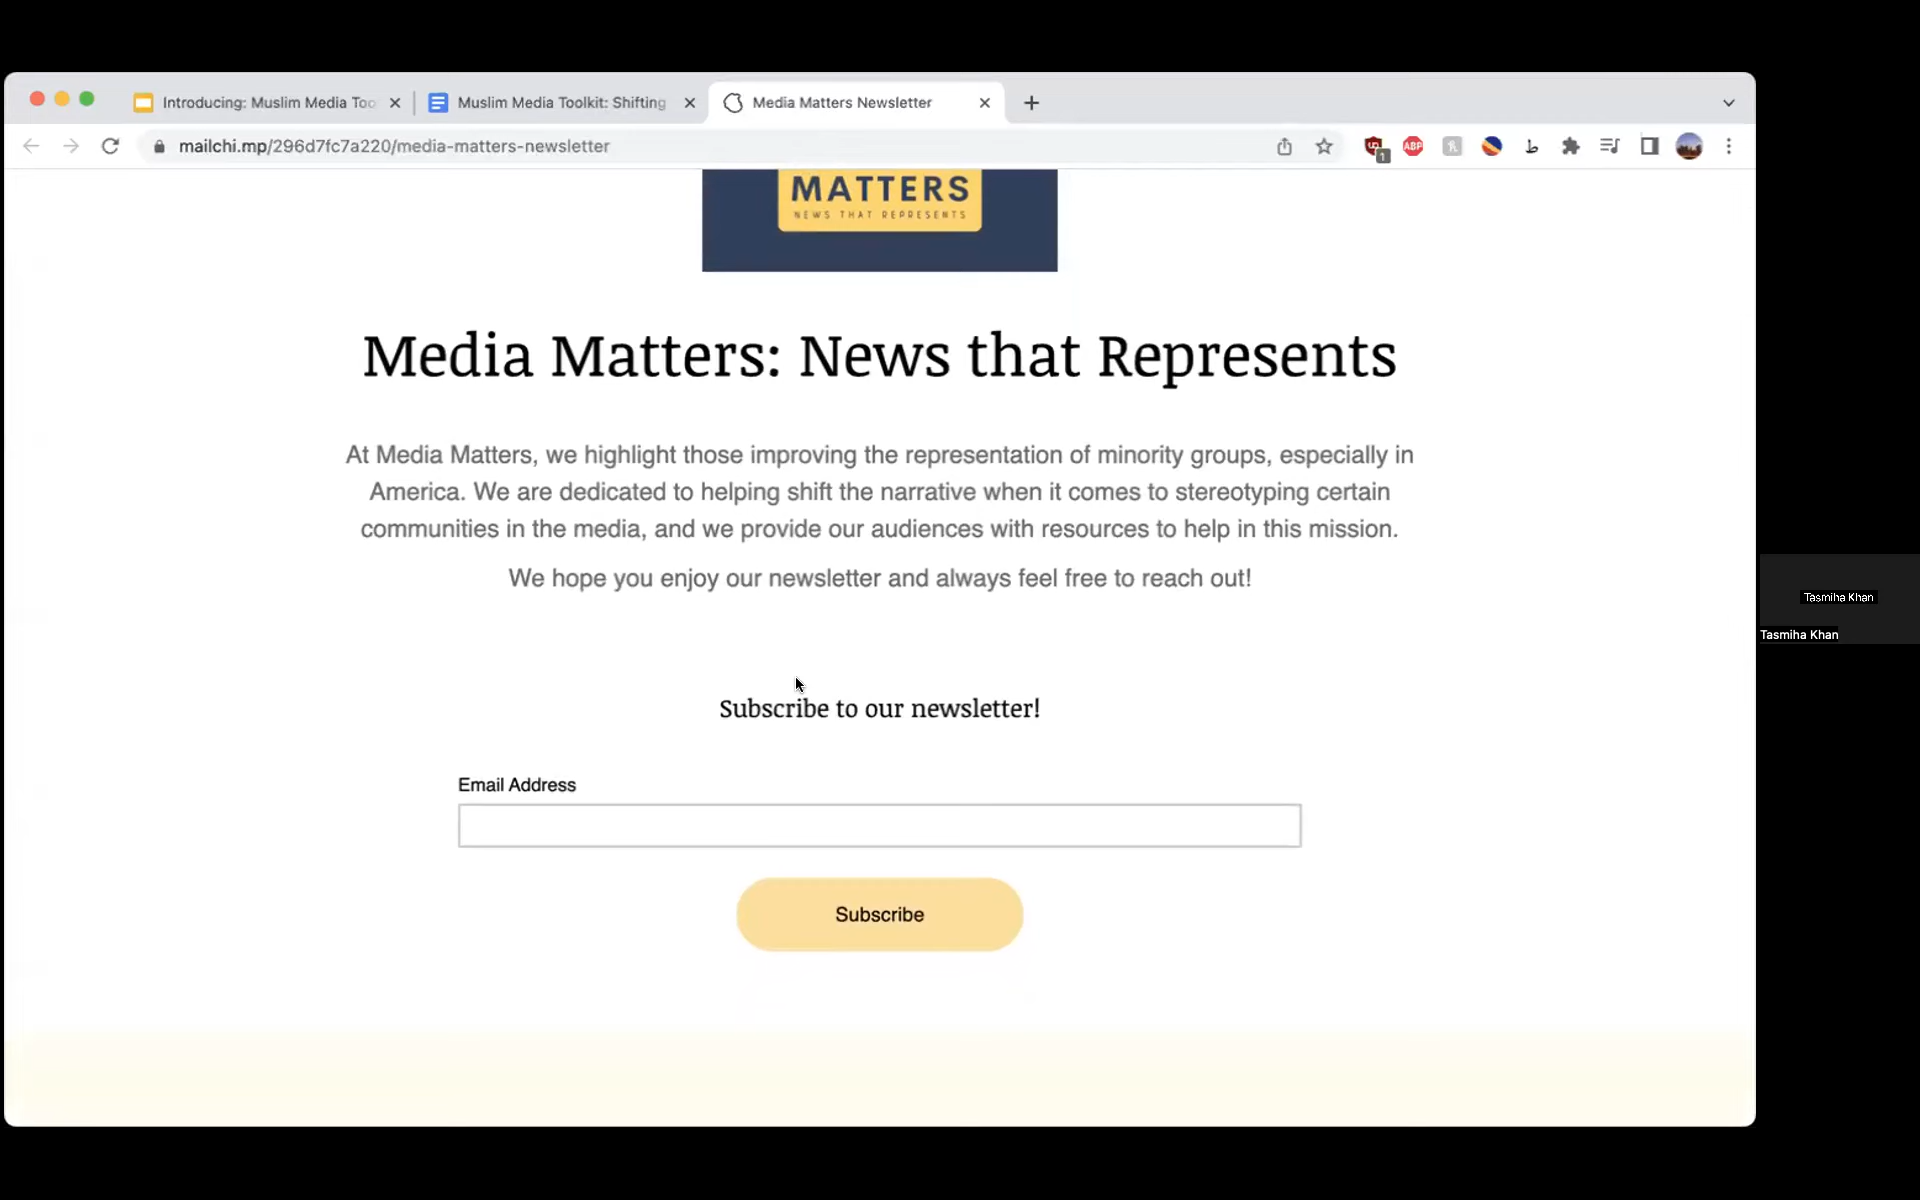 Introducing: Muslim Media Too
Muslim Media Toolkit: Shifting
Media Matters Newsletter
mailchi.mp/296d7fc7a220/media-matters-newsletter
ABP
1
MATTERS
NEWS THAT REPRESENTS
Media Matters: News that Represents
At Media Matters, we highlight those improving the representation of minority groups, especially in
America. We are dedicated to helping shift the narrative when it comes to stereotyping certain
communities in the media, and we provide our audiences with resources to help in this mission.
We hope you enjoy our newsletter and always feel free to reach out!
Tasmiha Khan
Tasmiha Khan
Subscribe to our newsletter!
Email Address
Subscribe